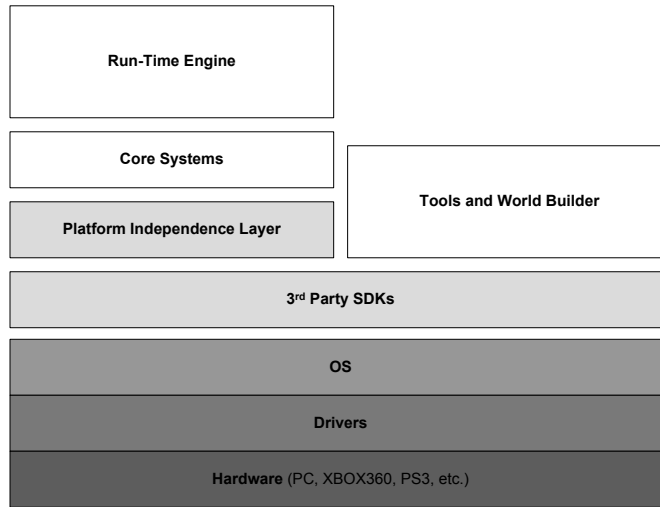 Run-Time Engine
Core Systems
Tools and World Builder
Platform Independence Layer
3rd Party SDKs
OS
Drivers
Hardware (PC, XBOX360, PS3, etc.)